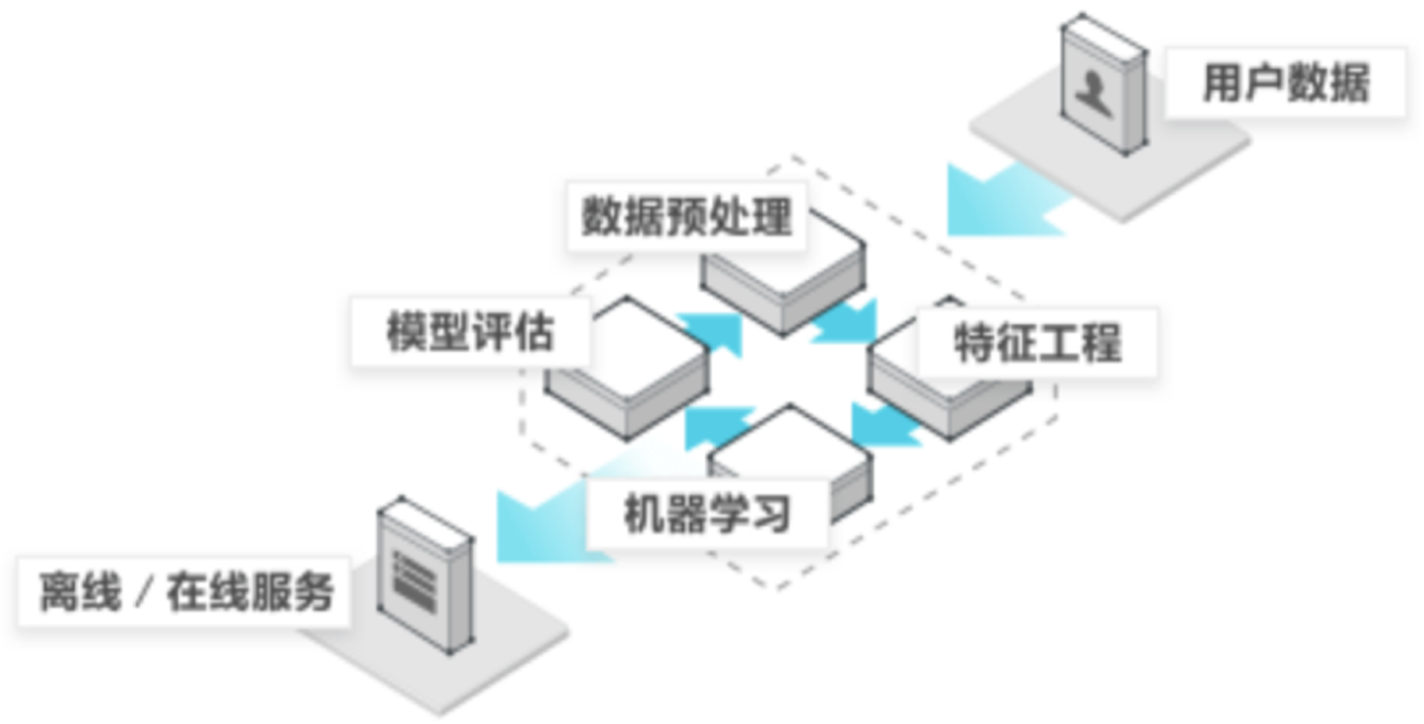 用户数据
数据预处理
模型评估
特征工程
机器学习
离线 / 在线服务